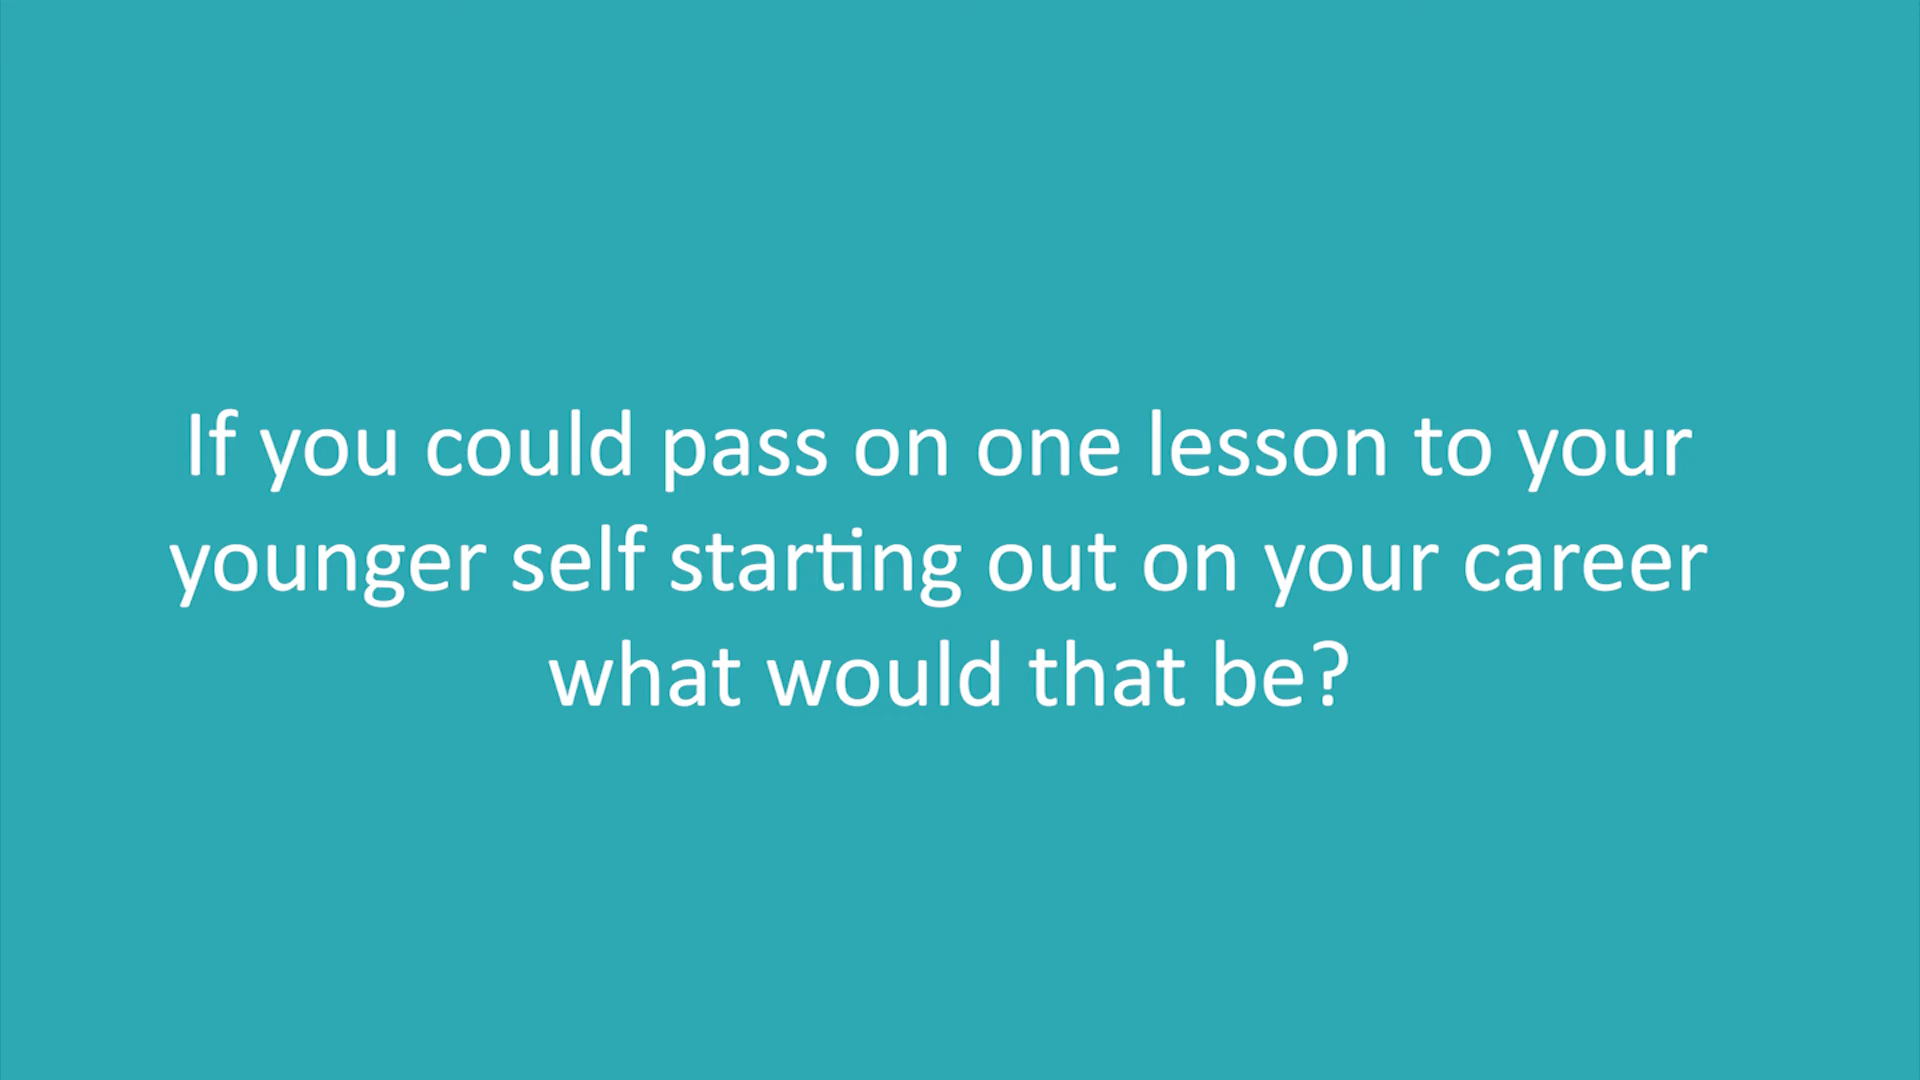 If you could pass on one lesson to your
younger self starting out on your career
what would that be?